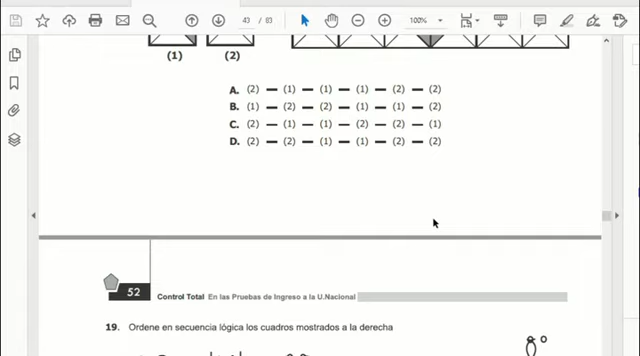 43 / 83
100%
(1) (2)
A. (2) — (1) — (1) — (1) — (2) — (2)
B. (1) — (2) — (2) — (1) — (1) — (2)
C. (2) — (1) — (1) — (2) — (2) — (1)
D. (2) — (2) — (1) — (1) — (2) — (2)
52 Control Total En las Pruebas de Ingreso a la U.Nacional
19. Ordene en secuencia lógica los cuadros mostrados a la derecha